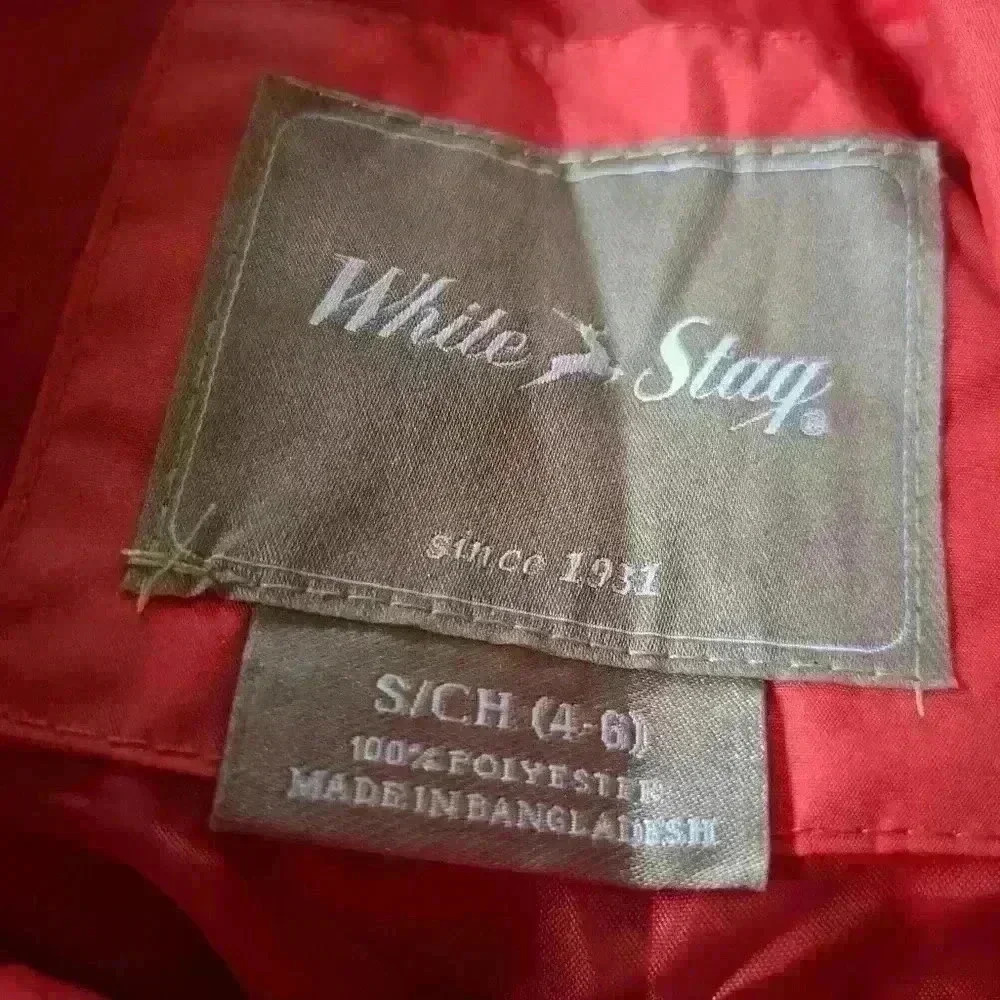 White Stag®
since 1931
S/CH (4-6)
100% POLYESTER
MADE IN BANGLADESH